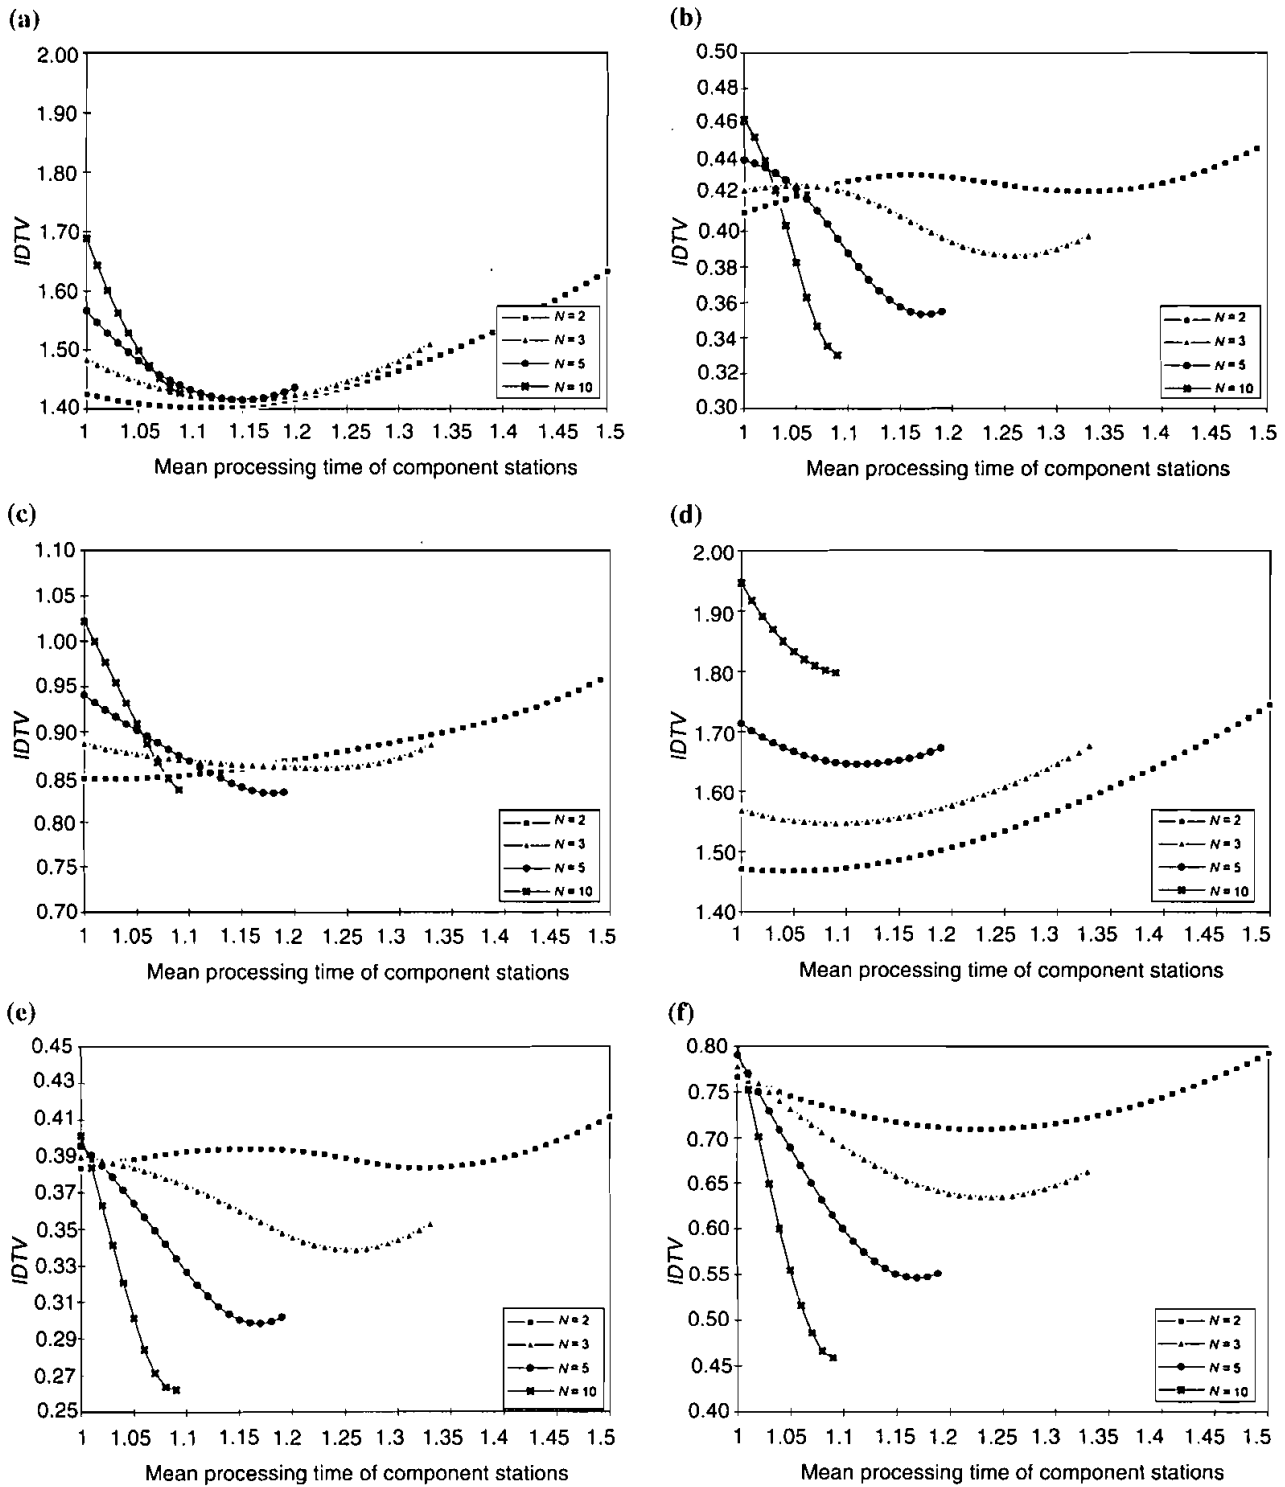 (a)
2.00
1.90
1.80
1.70
1.60
1.50
1.40
IDTV
N = 2
N = 3
N = 5
N = 10
1 1.05 1.1 1.15 1.2 1.25 1.3 1.35 1.4 1.45 1.5
Mean processing time of component stations
(b)
0.50
0.48
0.46
0.44
0.42
0.40
0.38
0.36
0.34
0.32
0.30
IDTV
N = 2
N = 3
N = 5
N = 10
1 1.05 1.1 1.15 1.2 1.25 1.3 1.35 1.4 1.45 1.5
Mean processing time of component stations
(c)
1.10
1.05
1.00
0.95
0.90
0.85
0.80
0.75
0.70
IDTV
N = 2
N = 3
N = 5
N = 10
1 1.05 1.1 1.15 1.2 1.25 1.3 1.35 1.4 1.45 1.5
Mean processing time of component stations
(d)
2.00
1.90
1.80
1.70
1.60
1.50
1.40
IDTV
N = 2
N = 3
N = 5
N = 10
1 1.05 1.1 1.15 1.2 1.25 1.3 1.35 1.4 1.45 1.5
Mean processing time of component stations
(e)
0.45
0.43
0.41
0.39
0.37
0.35
0.33
0.31
0.29
0.27
0.25
IDTV
N = 2
N = 3
N = 5
N = 10
1 1.05 1.1 1.15 1.2 1.25 1.3 1.35 1.4 1.45 1.5
Mean processing time of component stations
(f)
0.80
0.75
0.70
0.65
0.60
0.55
0.50
0.45
0.40
IDTV
N = 2
N = 3
N = 5
N = 10
1 1.05 1.1 1.15 1.2 1.25 1.3 1.35 1.4 1.45 1.5
Mean processing time of component stations